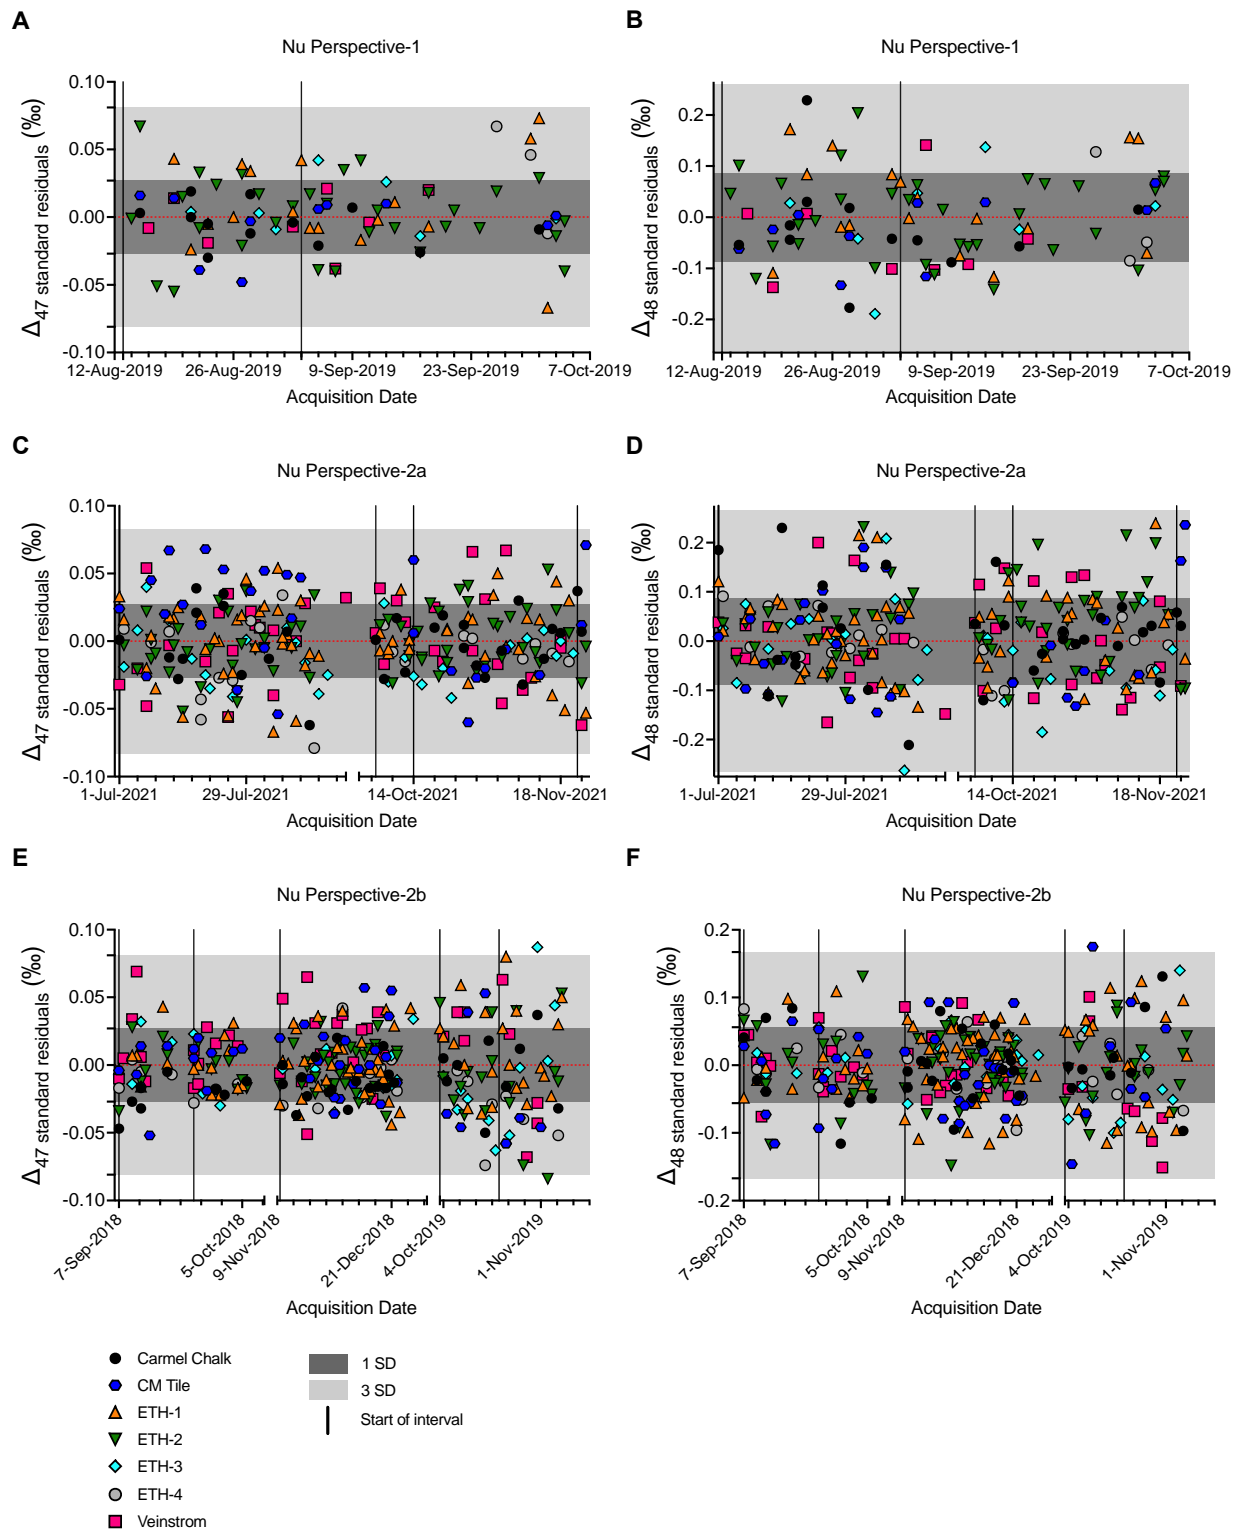 A
B
Nu Perspective-1
Nu Perspective-1
Δ47 standard residuals (‰)
0.10
0.05
0.00
-0.05
-0.10
12-Aug-2019
26-Aug-2019
9-Sep-2019
23-Sep-2019
7-Oct-2019
Acquisition Date
Δ48 standard residuals (‰)
0.2
0.1
0.0
-0.1
-0.2
12-Aug-2019
26-Aug-2019
9-Sep-2019
23-Sep-2019
7-Oct-2019
Acquisition Date
C
D
Nu Perspective-2a
Nu Perspective-2a
Δ47 standard residuals (‰)
0.10
0.05
0.00
-0.05
-0.10
1-Jul-2021
29-Jul-2021
14-Oct-2021
18-Nov-2021
Acquisition Date
Δ48 standard residuals (‰)
0.2
0.1
0.0
-0.1
-0.2
1-Jul-2021
29-Jul-2021
14-Oct-2021
18-Nov-2021
Acquisition Date
E
F
Nu Perspective-2b
Nu Perspective-2b
Δ47 standard residuals (‰)
0.10
0.05
0.00
-0.05
-0.10
7-Sep-2018
5-Oct-2018
9-Nov-2018
21-Dec-2018
4-Oct-2019
1-Nov-2019
Acquisition Date
Δ48 standard residuals (‰)
0.2
0.1
0.0
-0.1
-0.2
7-Sep-2018
5-Oct-2018
9-Nov-2018
21-Dec-2018
4-Oct-2019
1-Nov-2019
Acquisition Date
Carmel Chalk
CM Tile
ETH-1
ETH-2
ETH-3
ETH-4
Veinstrom
1 SD
3 SD
Start of interval